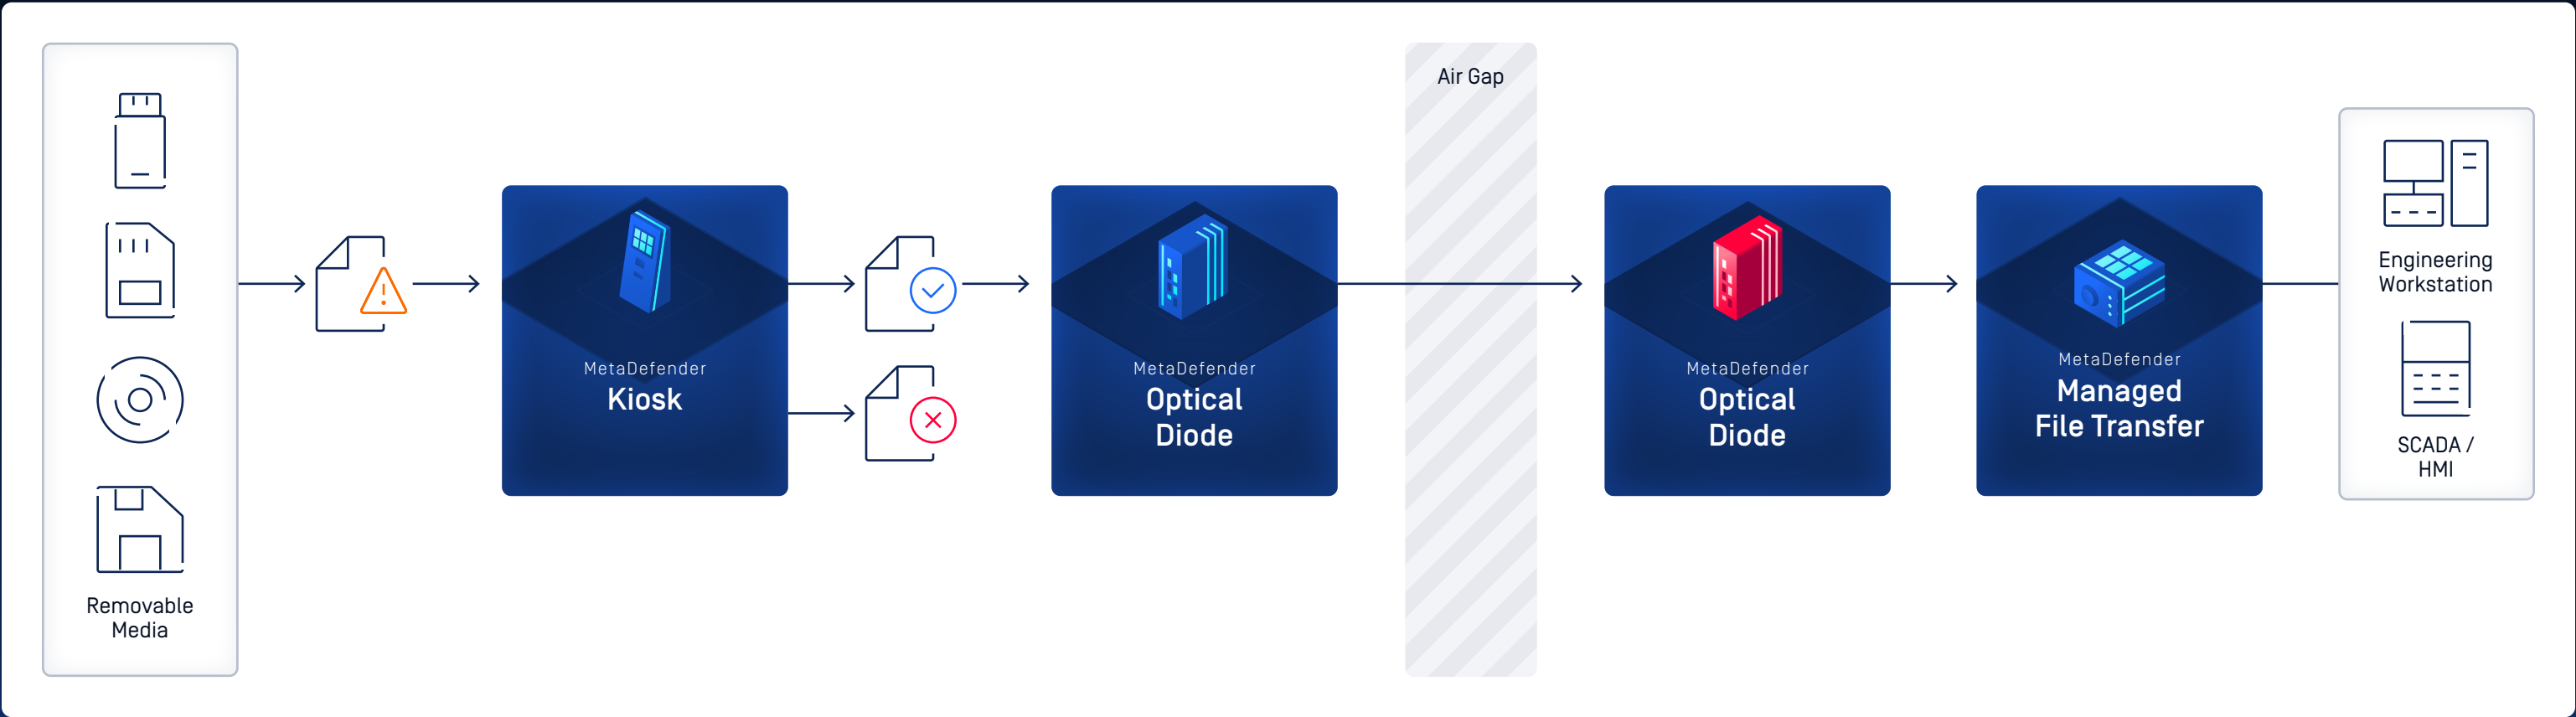 Removable
Media
MetaDefender
Kiosk
MetaDefender
Optical
Diode
Air Gap
MetaDefender
Optical
Diode
MetaDefender
Managed
File Transfer
Engineering
Workstation
SCADA /
HMI